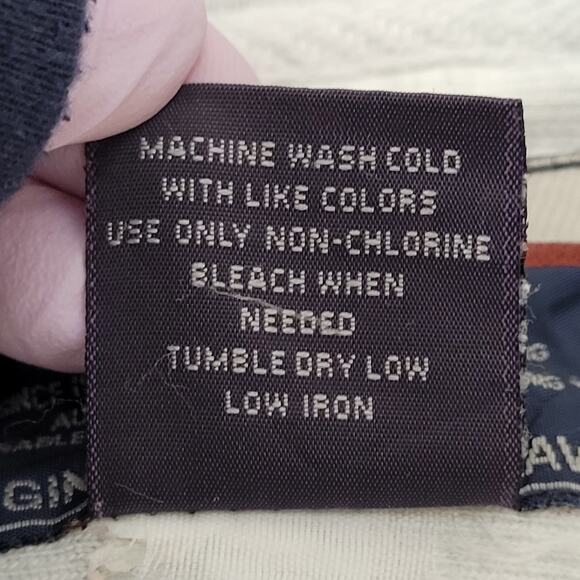 MACHINE WASH COLD
WITH LIKE COLORS
USE ONLY NON-CHLORINE
BLEACH WHEN
NEEDED
TUMBLE DRY LOW
LOW IRON